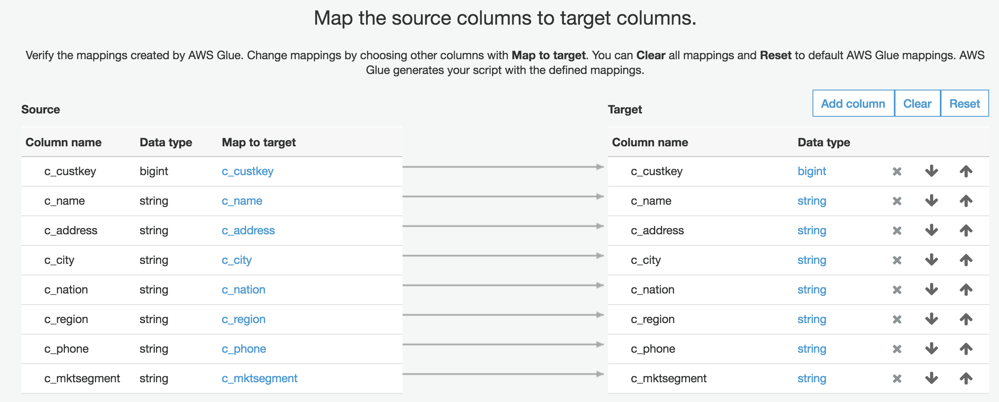 Map the source columns to target columns.
Verify the mappings created by AWS Glue. Change mappings by choosing other columns with Map to target. You can Clear all mappings and Reset to default AWS Glue mappings. AWS
Glue generates your script with the defined mappings.
Add column Clear Reset
Source
Column name Data type Map to target
c_custkey bigint c_custkey
c_name string c_name
c_address string c_address
c_city string c_city
c_nation string c_nation
c_region string c_region
c_phone string c_phone
c_mktsegment string c_mktsegment
Target
Column name Data type
c_custkey bigint
c_name string
c_address string
c_city string
c_nation string
c_region string
c_phone string
c_mktsegment string